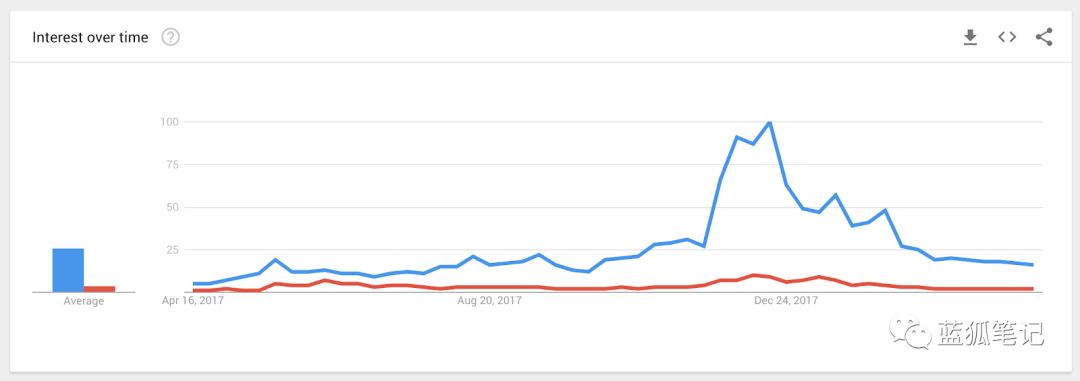 Interest over time ?
100
75
50
25
Average
Apr 16, 2017
Aug 20, 2017
Dec 24, 2017
蓝狐笔记